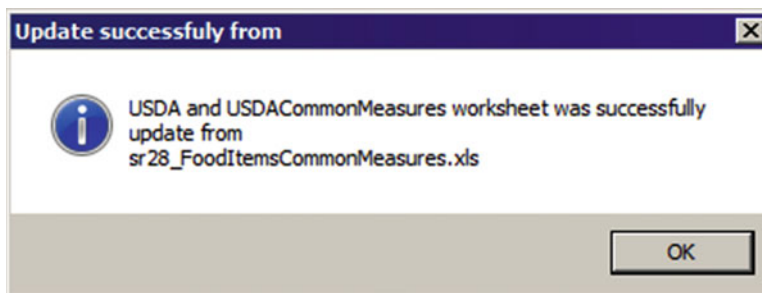 Update successfuly from
USDA and USDACommonMeasures worksheet was successfully
update from
sr28_FoodItemsCommonMeasures.xls
OK